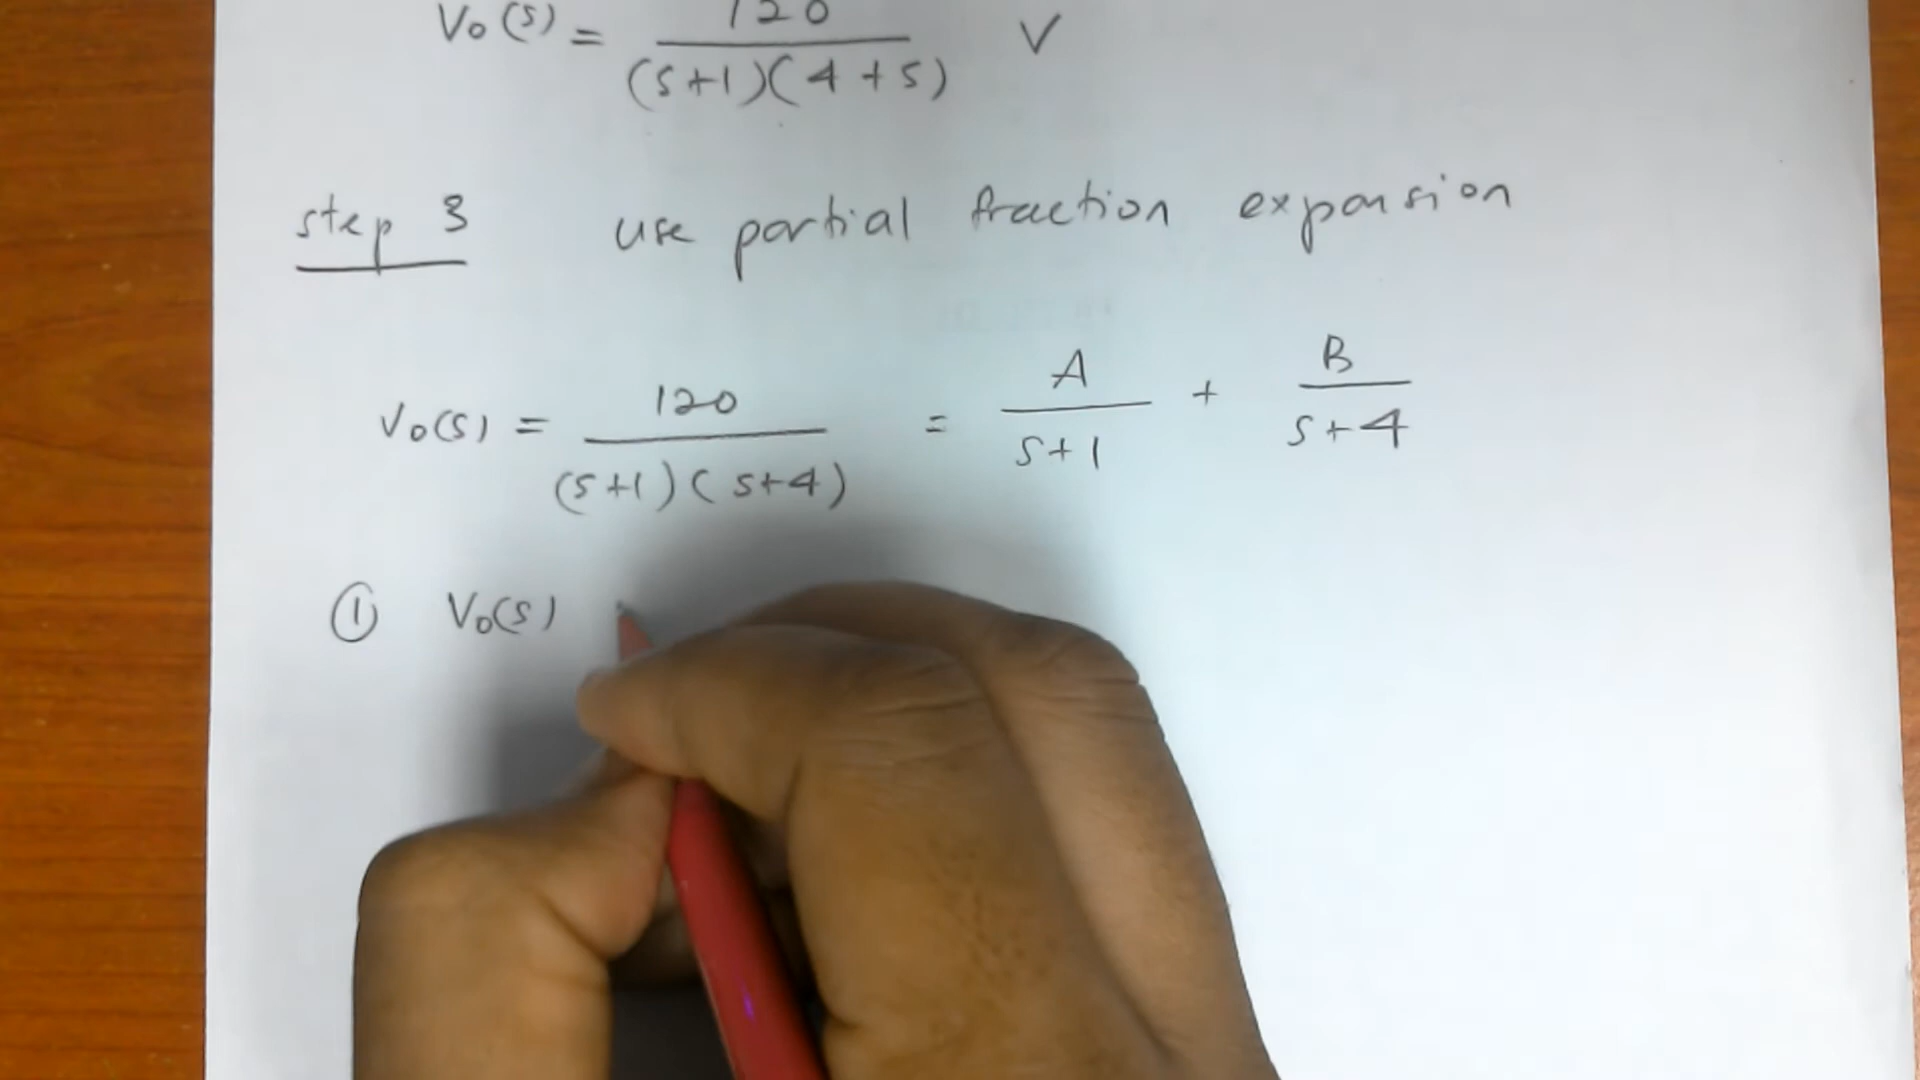 Vo(s) = 120 / (s+1)(4+s) V
step 3 use partial fraction expansion
Vo(s) = 120 / (s+1)(s+4) = A / s+1 + B / s+4
① Vo(s)